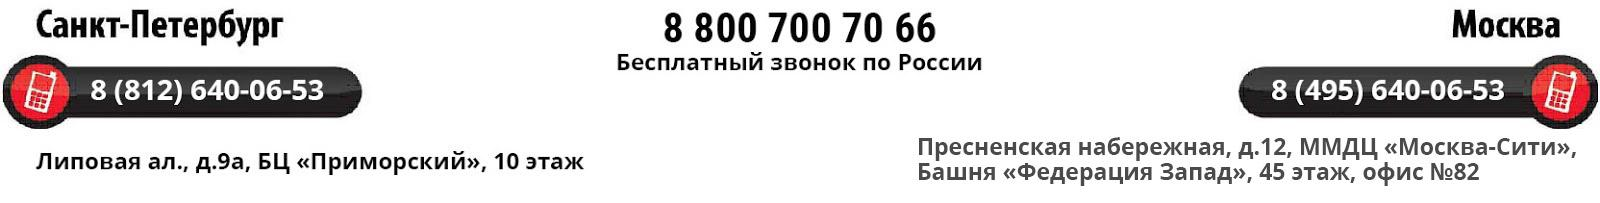 Санкт-Петербург
8 (812) 640-06-53
Липовая ал., д.9а, БЦ «Приморский», 10 этаж
8 800 700 70 66
Бесплатный звонок по России
Москва
8 (495) 640-06-53
Пресненская набережная, д.12, ММДЦ «Москва-Сити»,
Башня «Федерация Запад», 45 этаж, офис №82